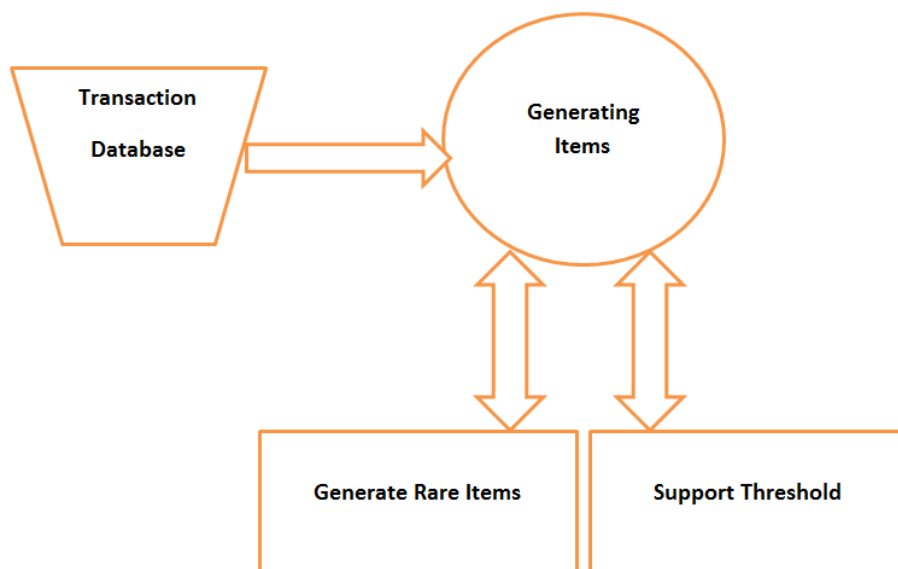 Transaction
Database
Generating
Items
Generate Rare Items
Support Threshold